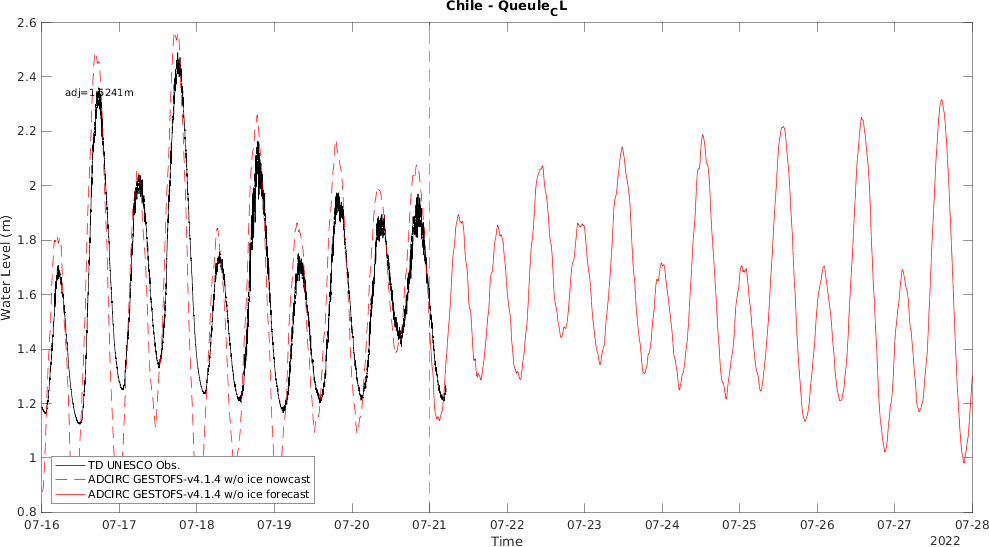 Chile - Queule_CL
2.6
2.4
adj=1.5241m
2.2
2
1.8
1.6
1.4
1.2
1
0.8
Water Level (m)
TD UNESCO Obs.
ADCIRC GESTOFS-v4.1.4 w/o ice nowcast
ADCIRC GESTOFS-v4.1.4 w/o ice forecast
07-16 07-17 07-18 07-19 07-20 07-21 07-22 07-23 07-24 07-25 07-26 07-27 07-28
Time
2022